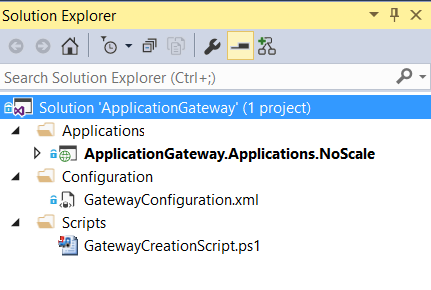 Solution Explorer
Search Solution Explorer (Ctrl+;)
Solution 'ApplicationGateway' (1 project)
Applications
ApplicationGateway.Applications.NoScale
Configuration
GatewayConfiguration.xml
Scripts
GatewayCreationScript.ps1